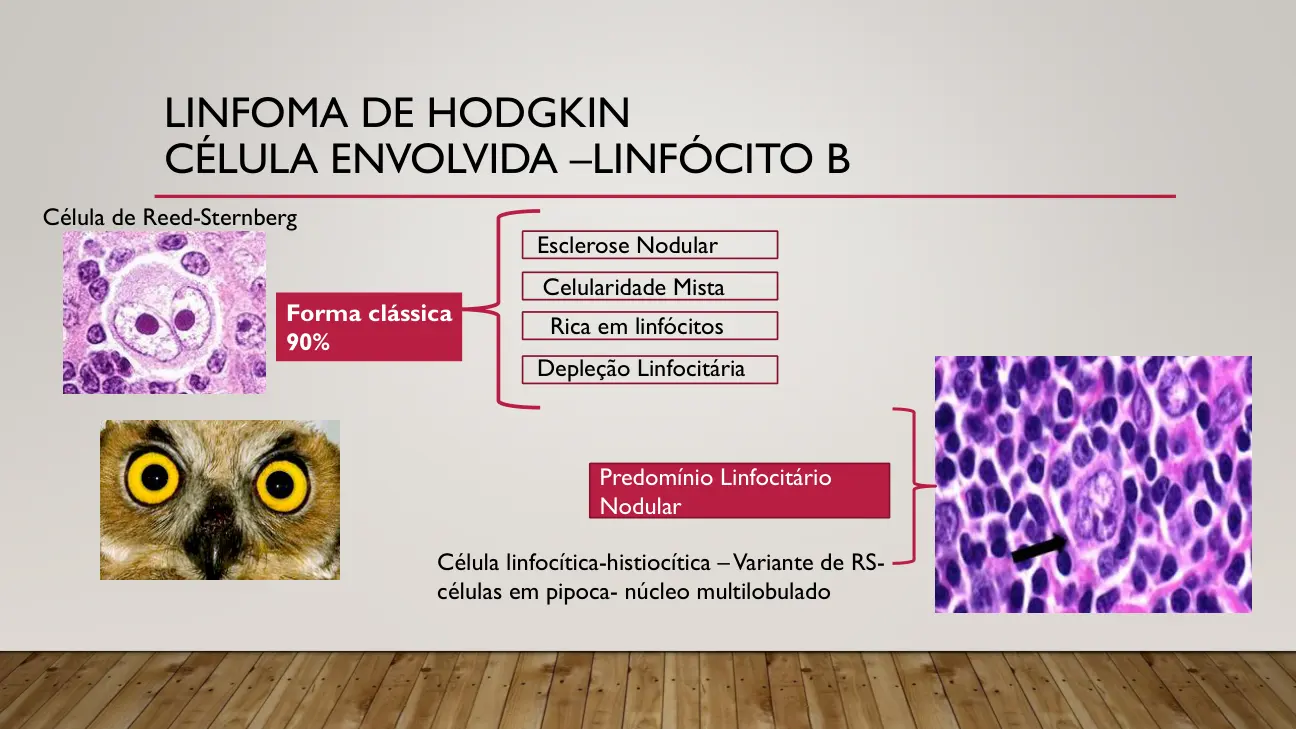 LINFOMA DE HODGKIN
CÉLULA ENVOLVIDA –LINFÓCITO B
Célula de Reed-Sternberg
Forma clássica
90%
Esclerose Nodular
Celularidade Mista
Rica em linfócitos
Depleção Linfocitária
Predomínio Linfocitário
Nodular
Célula linfocítica-histiocítica – Variante de RS-
células em pipoca- núcleo multilobulado